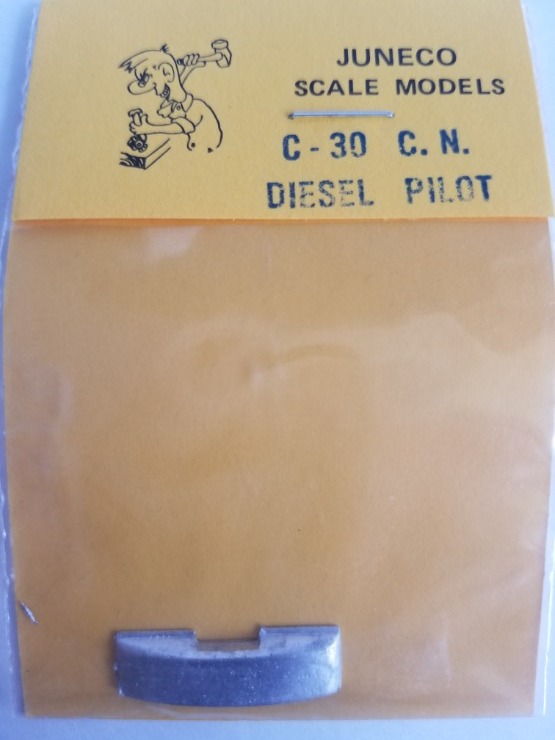 JUNECO
SCALE MODELS
C-30 C.N.
DIESEL PILOT